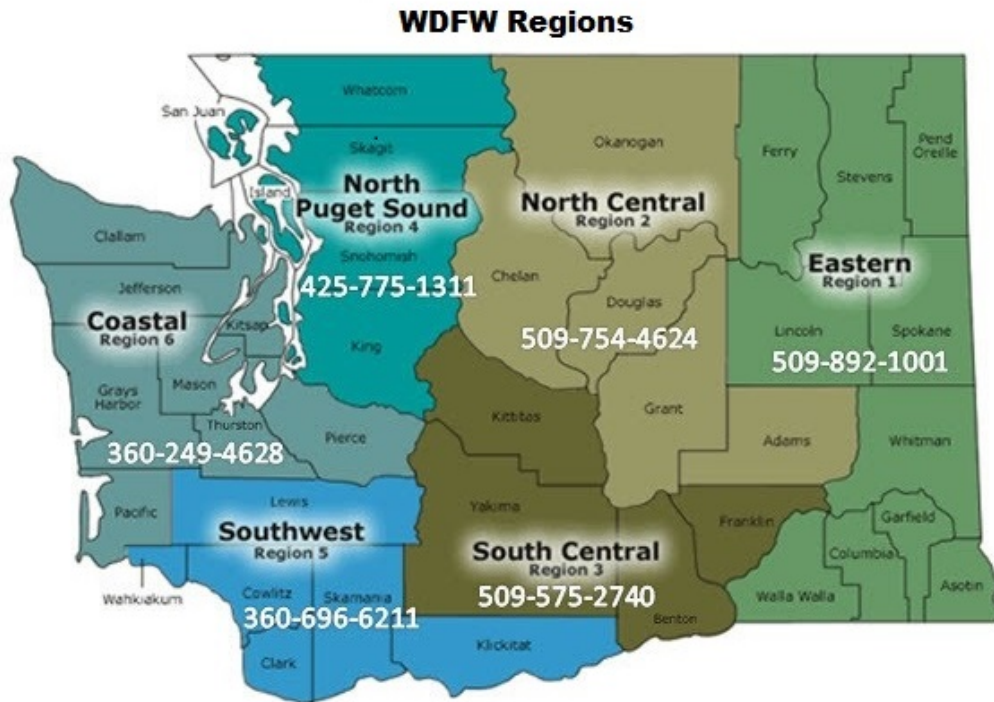 WDFW Regions
Whatcom
San Juan
Skagit
Island
North
Puget Sound
Region 4
Snohomish
425-775-1311
King
Okanogan
North Central
Region 2
Chelan
Douglas
509-754-4624
Grant
Adams
Ferry
Stevens
Pend
Oreille
Eastern
Region 1
Lincoln
Spokane
509-892-1001
Whitman
Garfield
Columbia
Asotin
Walla Walla
Clallam
Jefferson
Kitsap
Coastal
Region 6
Mason
Grays
Harbor
Thurston
Pierce
360-249-4628
Pacific
Kittitas
Yakima
Franklin
South Central
Region 3
509-575-2740
Benton
Lewis
Southwest
Region 5
Wahkiakum
Cowlitz
Skamania
360-696-6211
Clark
Klickitat